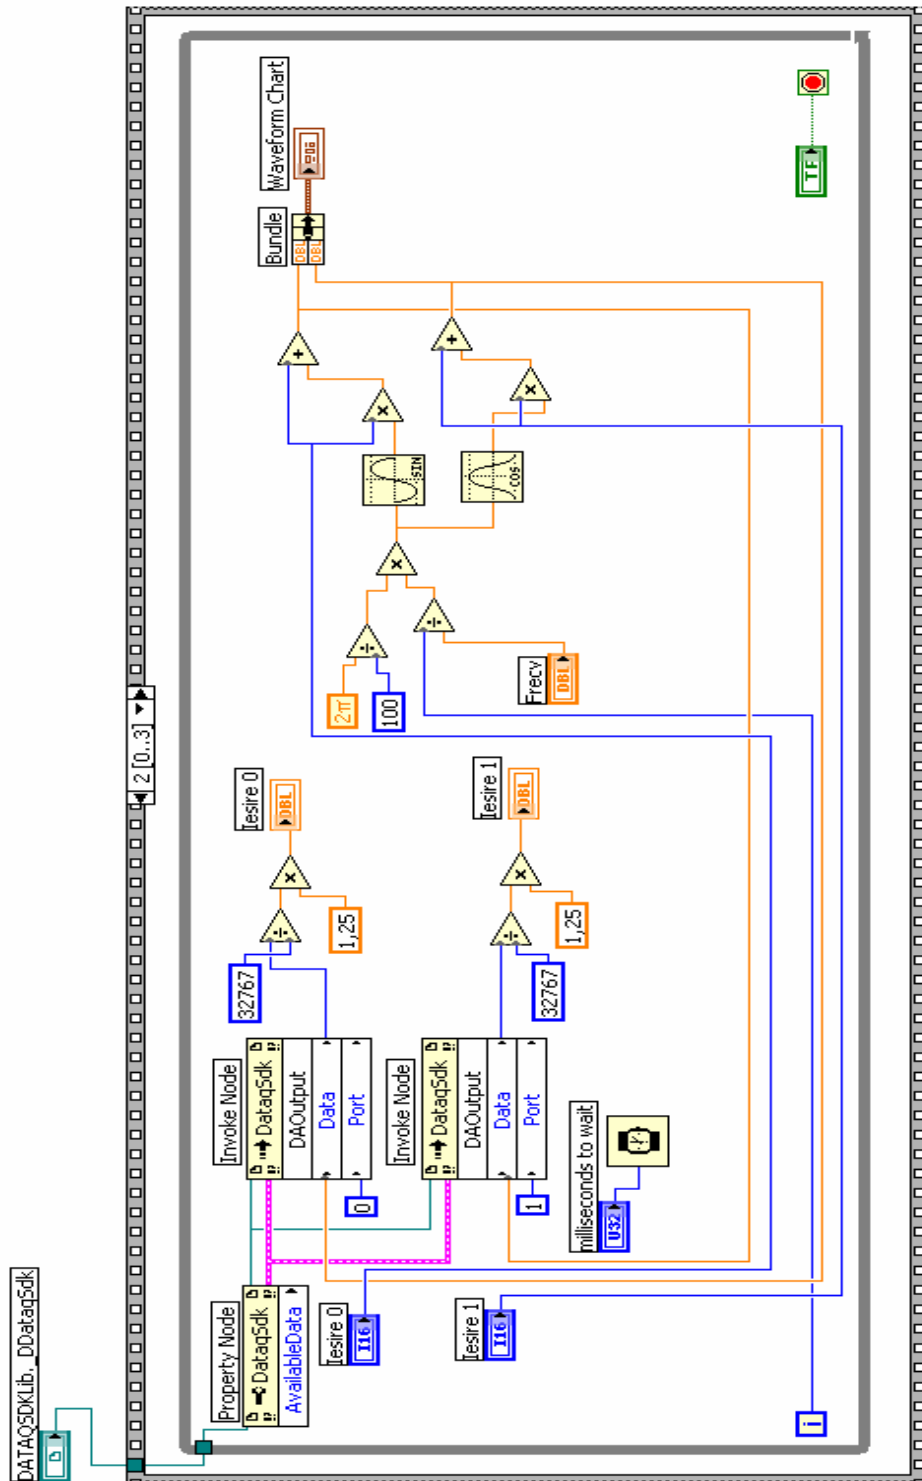 DATAQSDKLib._DDataqSdk
2 [0..3]
Property Node
DataqSdk
AvailableData
Invoke Node
DataqSdk
DAOutput
Data
Port
0
Iesire 0
I16
32767
1,25
Iesire 0
DBL
Invoke Node
DataqSdk
DAOutput
Data
Port
1
Iesire 1
I16
32767
1,25
Iesire 1
DBL
milliseconds to wait
U32
i
2π
100
Frecv
DBL
SIN
COS
Bundle
DBL
DBL
Waveform Chart
TF